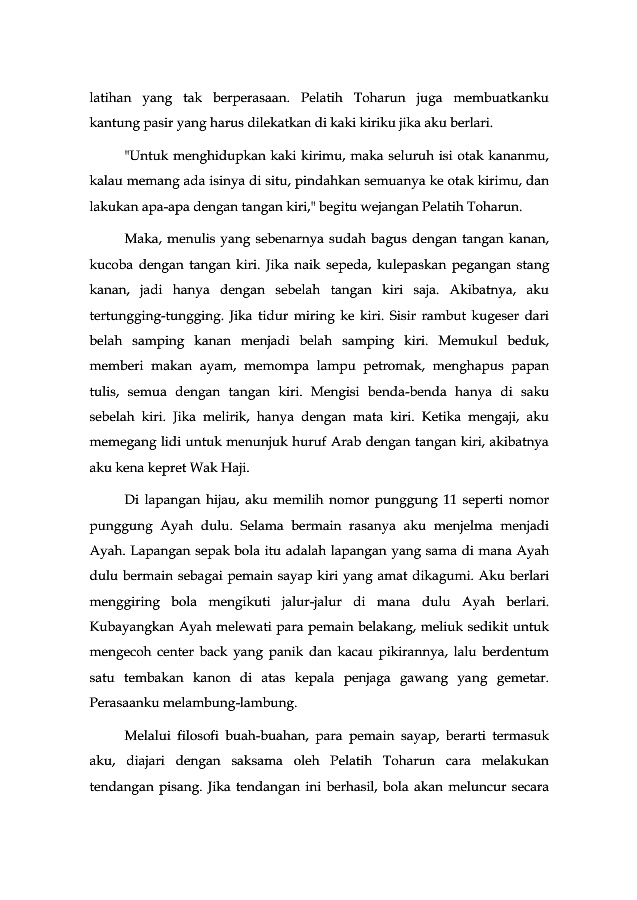 latihan yang tak berperasaan. Pelatih Toharun juga membuatkanku
kantung pasir yang harus dilekatkan di kaki kiriku jika aku berlari.
"Untuk menghidupkan kaki kirimu, maka seluruh isi otak kananmu,
kalau memang ada isinya di situ, pindahkan semuanya ke otak kirimu, dan
lakukan apa-apa dengan tangan kiri," begitu wejangan Pelatih Toharun.
Maka, menulis yang sebenarnya sudah bagus dengan tangan kanan,
kucoba dengan tangan kiri. Jika naik sepeda, kulepaskan pegangan stang
kanan, jadi hanya dengan sebelah tangan kiri saja. Akibatnya, aku
tertungging-tungging. Jika tidur miring ke kiri. Sisir rambut kugeser dari
belah samping kanan menjadi belah samping kiri. Memukul beduk,
memberi makan ayam, memompa lampu petromak, menghapus papan
tulis, semua dengan tangan kiri. Mengisi benda-benda hanya di saku
sebelah kiri. Jika melirik, hanya dengan mata kiri. Ketika mengaji, aku
memegang lidi untuk menunjuk huruf Arab dengan tangan kiri, akibatnya
aku kena kepret Wak Haji.
Di lapangan hijau, aku memilih nomor punggung 11 seperti nomor
punggung Ayah dulu. Selama bermain rasanya aku menjelma menjadi
Ayah. Lapangan sepak bola itu adalah lapangan yang sama di mana Ayah
dulu bermain sebagai pemain sayap kiri yang amat dikagumi. Aku berlari
menggiring bola mengikuti jalur-jalur di mana dulu Ayah berlari.
Kubayangkan Ayah melewati para pemain belakang, meliuk sedikit untuk
mengecoh center back yang panik dan kacau pikirannya, lalu berdentum
satu tembakan kanon di atas kepala penjaga gawang yang gemetar.
Perasaanku melambung-lambung.
Melalui filosofi buah-buahan, para pemain sayap, berarti termasuk
aku, diajari dengan saksama oleh Pelatih Toharun cara melakukan
tendangan pisang. Jika tendangan ini berhasil, bola akan meluncur secara